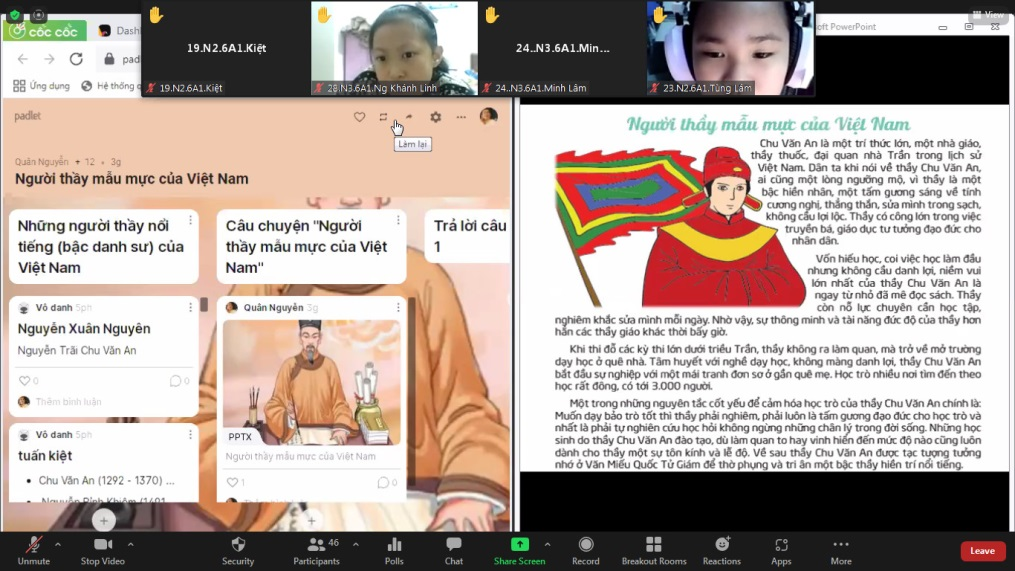 cốc cốc
Dash
View
19.N2.6A1.Kiệt
24..N3.6A1.Min...
19.N2.6A1.Kiệt
24..N3.6A1.Minh Lâm
23.N2.6A1.Tùng Lâm
soft PowerPoint
padl
Ứng dụng
Hệ thống
padlet
Làm lại
Quân Nguyễn + 12 • 3g
Người thầy mẫu mực của Việt Nam
Những người thầy nổi
tiếng (bậc danh sư) của
Việt Nam
Vô danh 5ph
Nguyễn Xuân Nguyên
Nguyễn Trãi Chu Văn An
0
0
Thêm bình luận
Vô danh 5ph
tuấn kiệt
• Chu Văn An (1292 - 1370) ...
Câu chuyện "Người
thầy mẫu mực của Việt
Nam"
Quân Nguyễn 3g
PPTX
Người thầy mẫu mực của Việt Nam
1
0
Trả lời câu
1
Người thầy mẫu mực của Việt Nam
Chu Văn An là một trí thức lớn, một nhà giáo,
thầy thuốc, đại quan nhà Trần trong lịch sử
Việt Nam. Dân ta khi nói về thầy Chu Văn An,
ai cũng một lòng ngưỡng mộ, vì thầy là một
bậc hiền nhân, một tấm gương sáng về tính
cương nghị, thẳng thắn, sửa mình trong sạch,
không cầu lợi lộc. Thầy có công lớn trong việc
truyền bá, giáo dục tư tưởng đạo đức cho
nhân dân.
Vốn hiếu học, coi việc học làm đầu
nhưng không cầu danh lợi, niềm vui
lớn nhất của thầy Chu Văn An là
ngay từ nhỏ đã mê đọc sách. Thầy
còn nỗ lực chuyên cần học tập,
nghiêm khắc sửa mình mỗi ngày. Nhờ vậy, sự thông minh và tài năng đức độ của thầy hơn
hẳn các thầy giáo khác thời bấy giờ.
Khi thi đỗ các kỳ thi lớn dưới triều Trần, thầy không ra làm quan, mà trở về mở trường
dạy học ở quê nhà. Tâm huyết với nghề dạy học, không màng danh lợi, thầy Chu Văn An
bắt đầu sự nghiệp với một mái tranh đơn sơ ở gần quê mẹ. Học trò nhiều nơi tìm đến theo
học rất đông, có tới 3.000 người.
Một trong những nguyên tắc cốt yếu để cảm hóa học trò của thầy Chu Văn An chính là:
Muốn dạy bảo trò tốt thì thầy phải nghiêm, phải luôn là tấm gương đạo đức cho học trò và
nhất là phải tự nghiên cứu học hỏi không ngừng những chân lý trong đời sống. Những học
sinh do thầy Chu Văn An đào tạo, dù làm quan to hay vinh hiển đến mức độ nào cũng luôn
dành cho thầy một sự tôn kính và lễ độ. Về sau thầy Chu Văn An được tạc tượng tưởng
nhớ ở Văn Miếu Quốc Tử Giám để thờ phụng và tri ân một bậc thầy hiền trí nổi tiếng.
Unmute
Stop Video
Security
46
Participants
Polls
Chat
Share Screen
Record
Breakout Rooms
Reactions
Apps
More
Leave